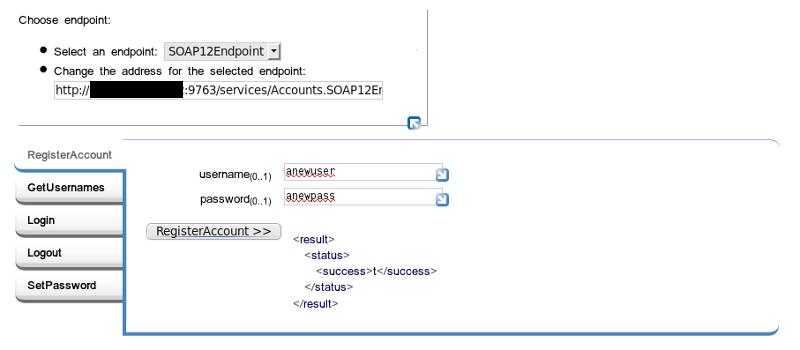 Choose endpoint:
Select an endpoint: SOAP12Endpoint
Change the address for the selected endpoint:
http:// :9763/services/Accounts.SOAP12Er
RegisterAccount
GetUsernames
Login
Logout
SetPassword
username(0..1) anewuser
password(0..1) anewpass
RegisterAccount >>
<result>
<status>
<success>t</success>
</status>
</result>